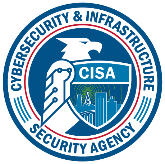 CYBERSECURITY & INFRASTRUCTURE
CISA
SECURITY AGENCY